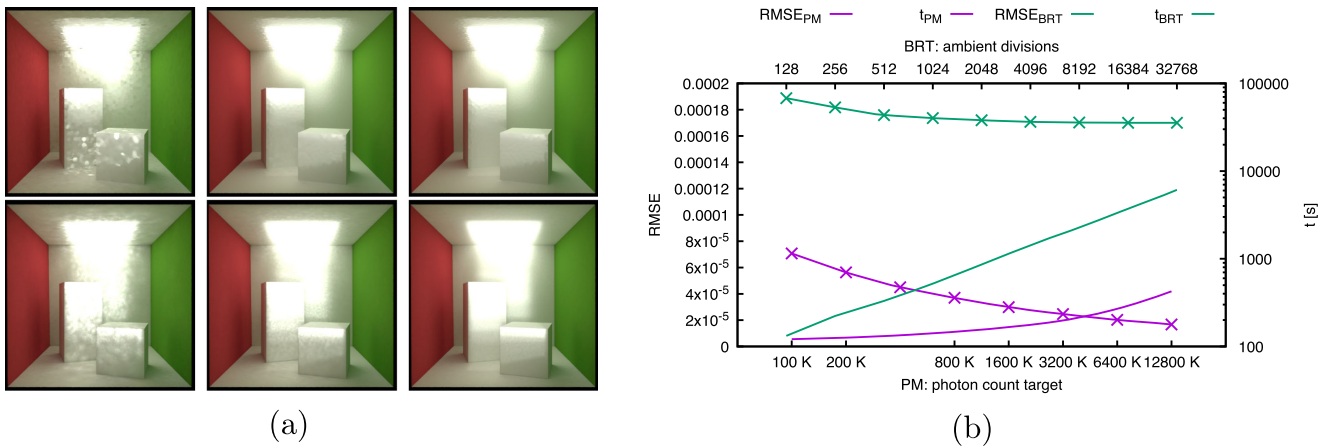 RMSE_PM t_PM RMSE_BRT t_BRT
BRT: ambient divisions
128 256 512 1024 2048 4096 8192 16384 32768
0.0002
0.00018
0.00016
0.00014
0.00012
0.0001
8x10^-5
6x10^-5
4x10^-5
2x10^-5
0
RMSE
100000
10000
1000
100
t [s]
100 K 200 K 800 K 1600 K 3200 K 6400 K 12800 K
PM: photon count target
(a)
(b)